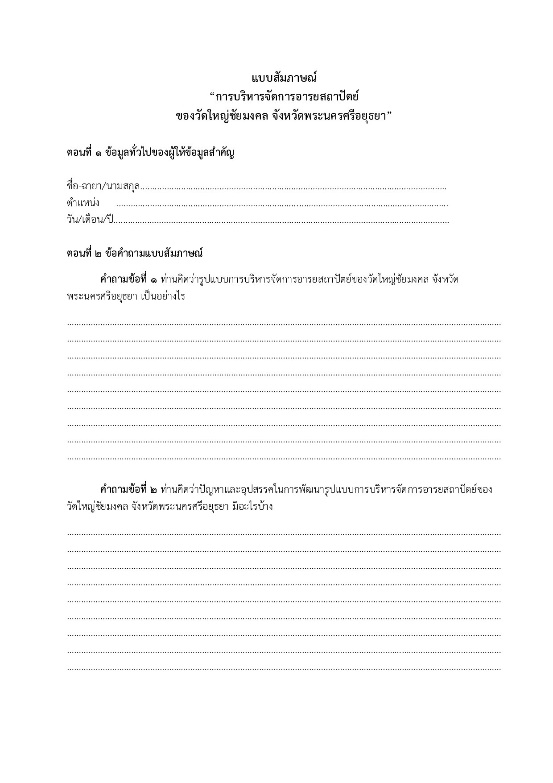 แบบสัมภาษณ์
"การบริหารจัดการอารยสถาปัตย์
ของวัดใหญ่ชัยมงคล จังหวัดพระนครศรีอยุธยา"
ตอนที่ ๑ ข้อมูลทั่วไปของผู้ให้ข้อมูลสำคัญ
ชื่อ-ฉายา/นามสกุล
ตำแหน่ง
วัน/เดือน/ปี
ตอนที่ ๒ ข้อคำถามแบบสัมภาษณ์
คำถามข้อที่ ๑ ท่านคิดว่ารูปแบบการบริหารจัดการอารยสถาปัตย์ของวัดใหญ่ชัยมงคล จังหวัด
พระนครศรีอยุธยา เป็นอย่างไร
คำถามข้อที่ ๒ ท่านคิดว่าปัญหาและอุปสรรคในการพัฒนารูปแบบการบริหารจัดการอารยสถาปัตย์ของ
วัดใหญ่ชัยมงคล จังหวัดพระนครศรีอยุธยา มีอะไรบ้าง